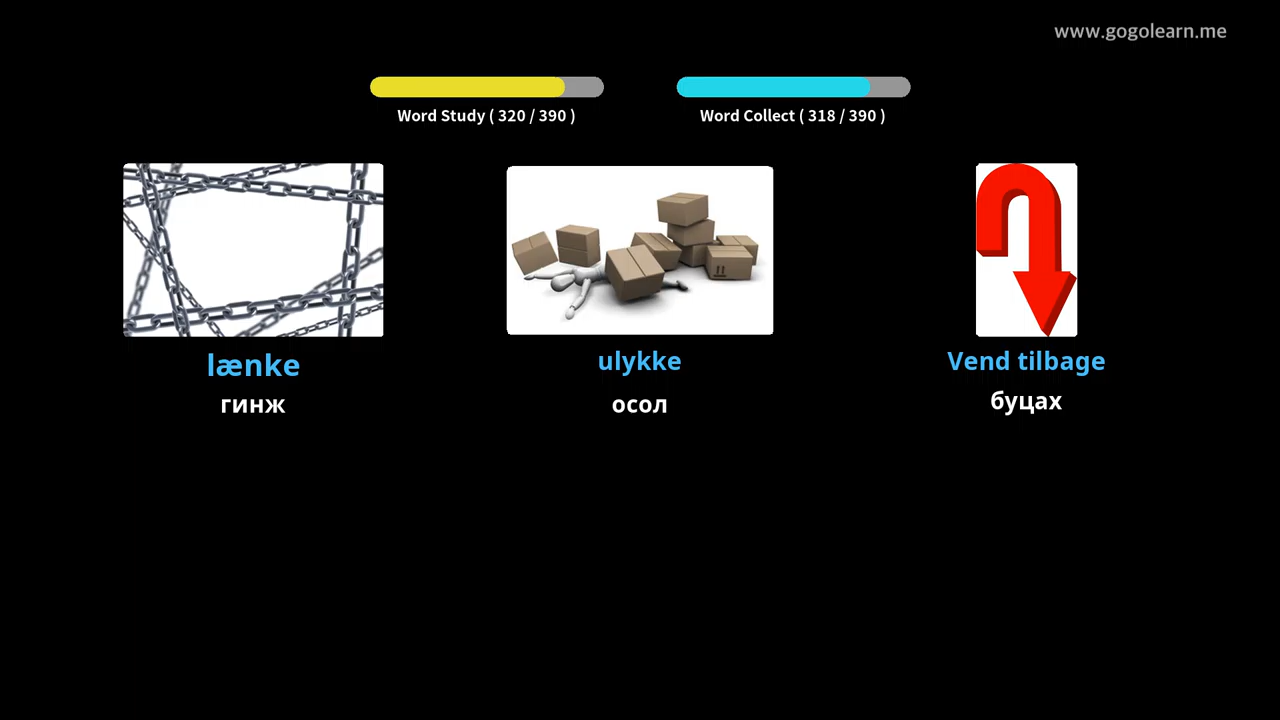 www.gogolearn.me
Word Study ( 320 / 390 )
Word Collect ( 318 / 390 )
lænke
ulykke
Vend tilbage
гинж
осол
буцах